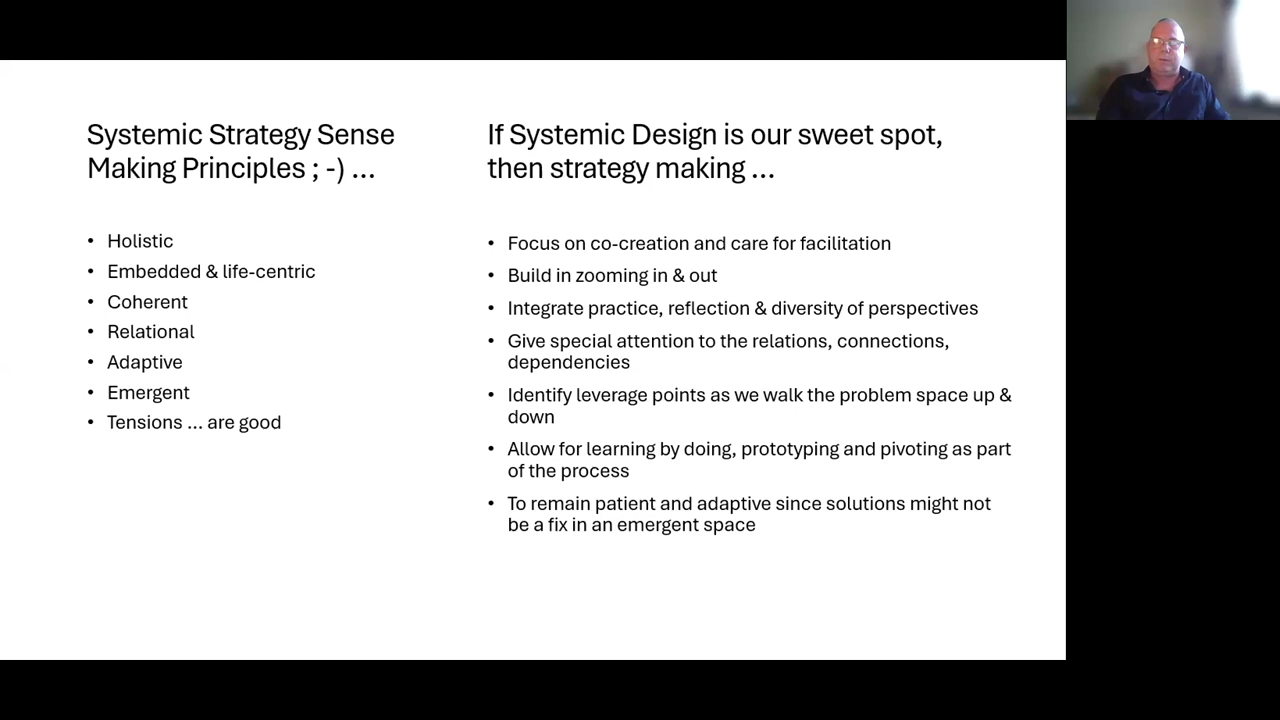 Systemic Strategy Sense
Making Principles ; -) ...
• Holistic
• Embedded & life-centric
• Coherent
• Relational
• Adaptive
• Emergent
• Tensions ... are good
If Systemic Design is our sweet spot,
then strategy making ...
• Focus on co-creation and care for facilitation
• Build in zooming in & out
• Integrate practice, reflection & diversity of perspectives
• Give special attention to the relations, connections,
dependencies
• Identify leverage points as we walk the problem space up &
down
• Allow for learning by doing, prototyping and pivoting as part
of the process
• To remain patient and adaptive since solutions might not
be a fix in an emergent space